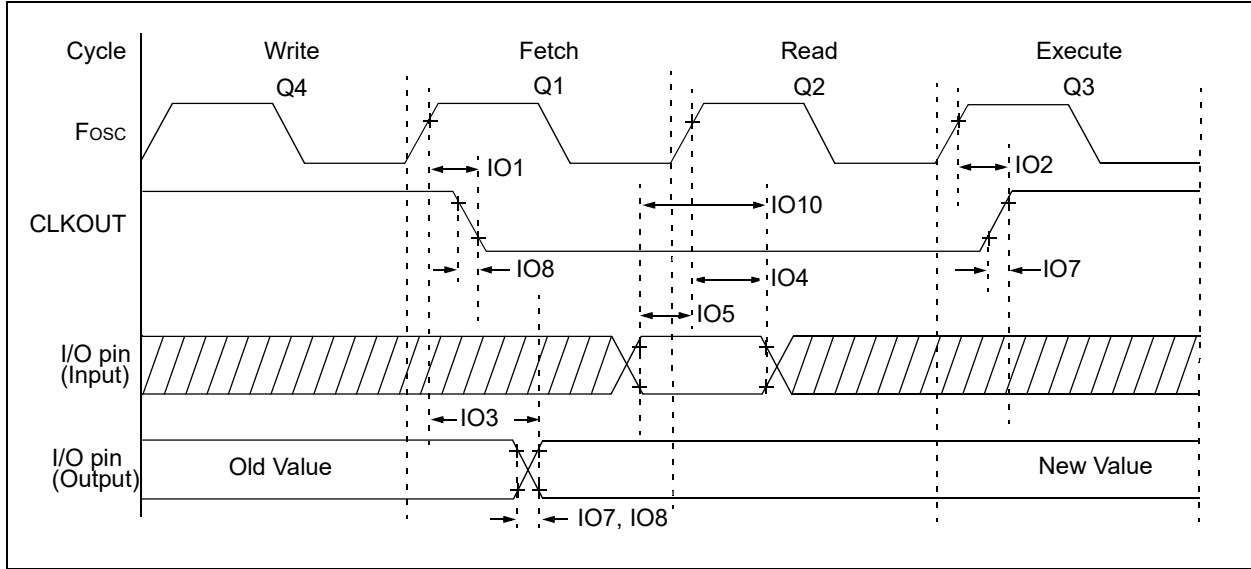 Cycle Write Fetch Read Execute
Q4 Q1 Q2 Q3
Fosc
IO1 IO2
IO10
CLKOUT
IO8 IO4 IO7
IO5
I/O pin
(Input)
IO3
I/O pin
(Output) Old Value New Value
IO7, IO8